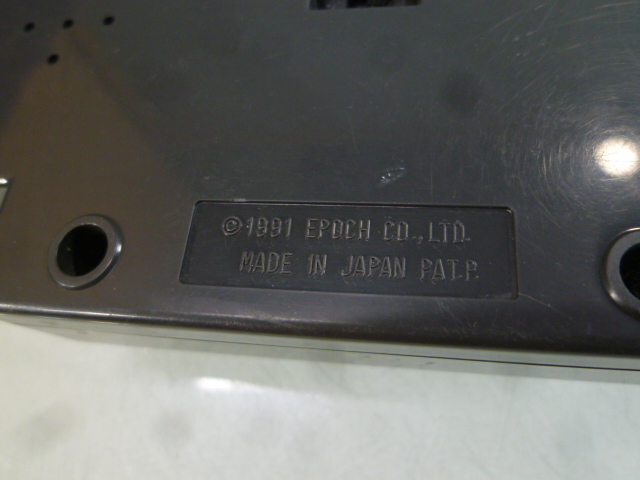 ©1991 EPOCH CO.,LTD.
MADE IN JAPAN PAT.P.